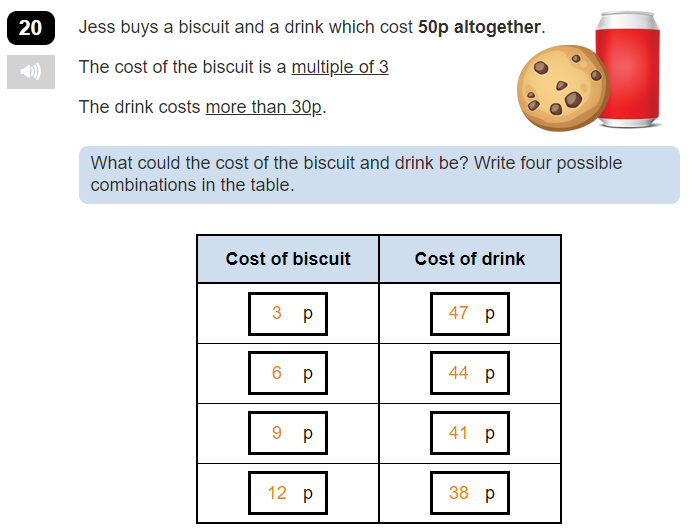 20
Jess buys a biscuit and a drink which cost 50p altogether.
The cost of the biscuit is a multiple of 3
The drink costs more than 30p.
What could the cost of the biscuit and drink be? Write four possible
combinations in the table.
Cost of biscuit Cost of drink
3 p 47 p
6 p 44 p
9 p 41 p
12 p 38 p